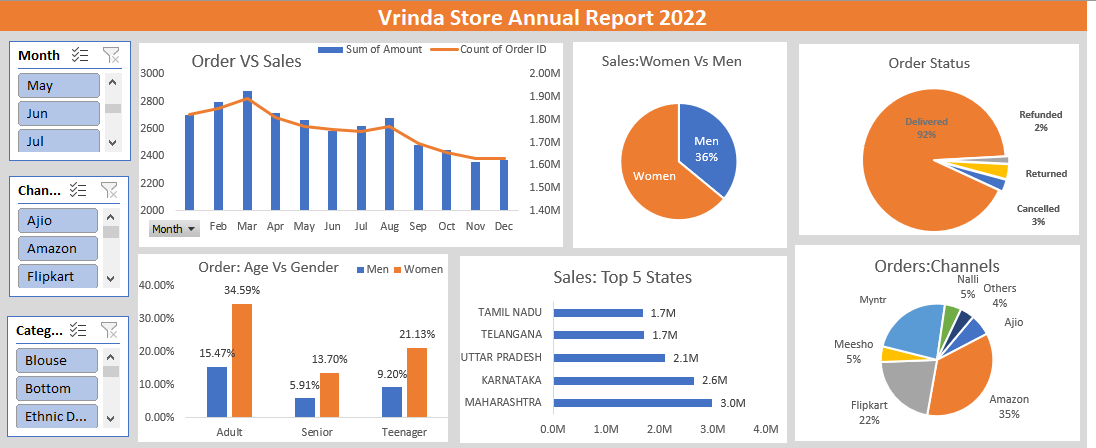 Vrinda Store Annual Report 2022
Month
May
Jun
Jul
Chan...
Ajio
Amazon
Flipkart
Categ...
Blouse
Bottom
Ethnic D...
Order VS Sales
Sum of Amount
Count of Order ID
3000
2800
2600
2400
2200
2000
2.00M
1.90M
1.80M
1.70M
1.60M
1.50M
1.40M
Month
Feb Mar Apr May Jun Jul Aug Sep Oct Nov Dec
Sales:Women Vs Men
Men
36%
Women
Order Status
Delivered
92%
Refunded
2%
Returned
Cancelled
3%
Order: Age Vs Gender
Men
Women
40.00%
30.00%
20.00%
10.00%
0.00%
15.47%
34.59%
5.91%
13.70%
9.20%
21.13%
Adult
Senior
Teenager
Sales: Top 5 States
TAMIL NADU 1.7M
TELANGANA 1.7M
UTTAR PRADESH 2.1M
KARNATAKA 2.6M
MAHARASHTRA 3.0M
0.0M 1.0M 2.0M 3.0M 4.0M
Orders:Channels
Nalli
5%
Others
4%
Ajio
Myntr
Meesho
5%
Flipkart
22%
Amazon
35%